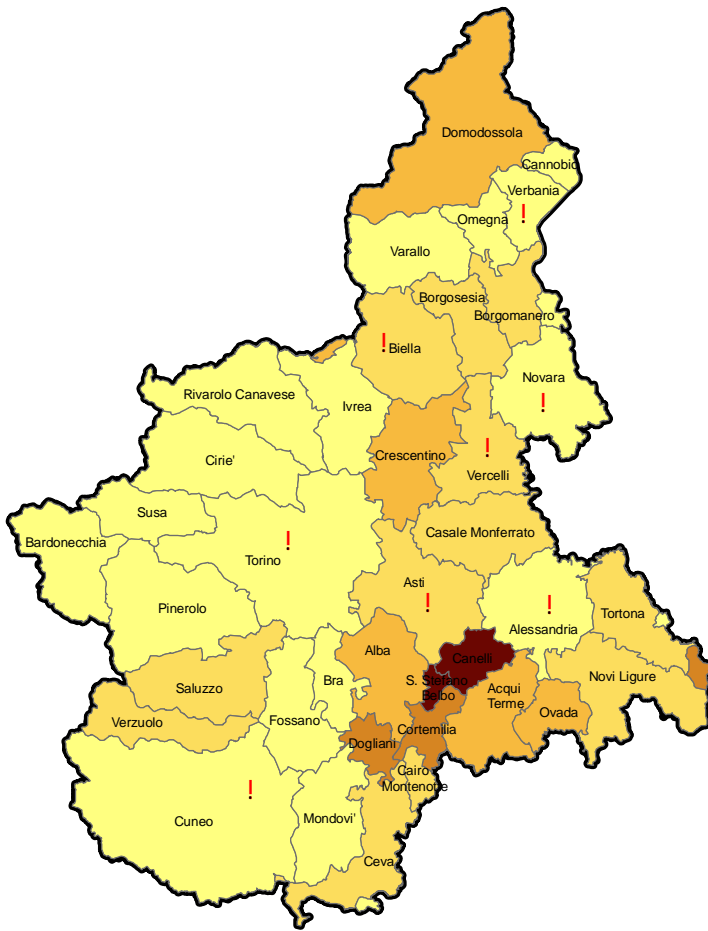 Domodossola
Cannobio
Verbania
!
Omegna
Varallo
Borgosesia
Borgomanero
!
Biella
Novara
!
Rivarolo Canavese
Ivrea
Crescentino
!
Vercelli
Cirie'
Susa
Casale Monferrato
Bardonecchia
!
Torino
Asti
!
Pinerolo
!
Alessandria
Tortona
Alba
Canelli
Novi Ligure
Saluzzo
Bra
S. Stefano
Belbo
Acqui
Terme
Verzuolo
Fossano
Ovada
Cortemilia
Dogliani
Cairo
Montenotte
!
Cuneo
Mondovi'
Ceva